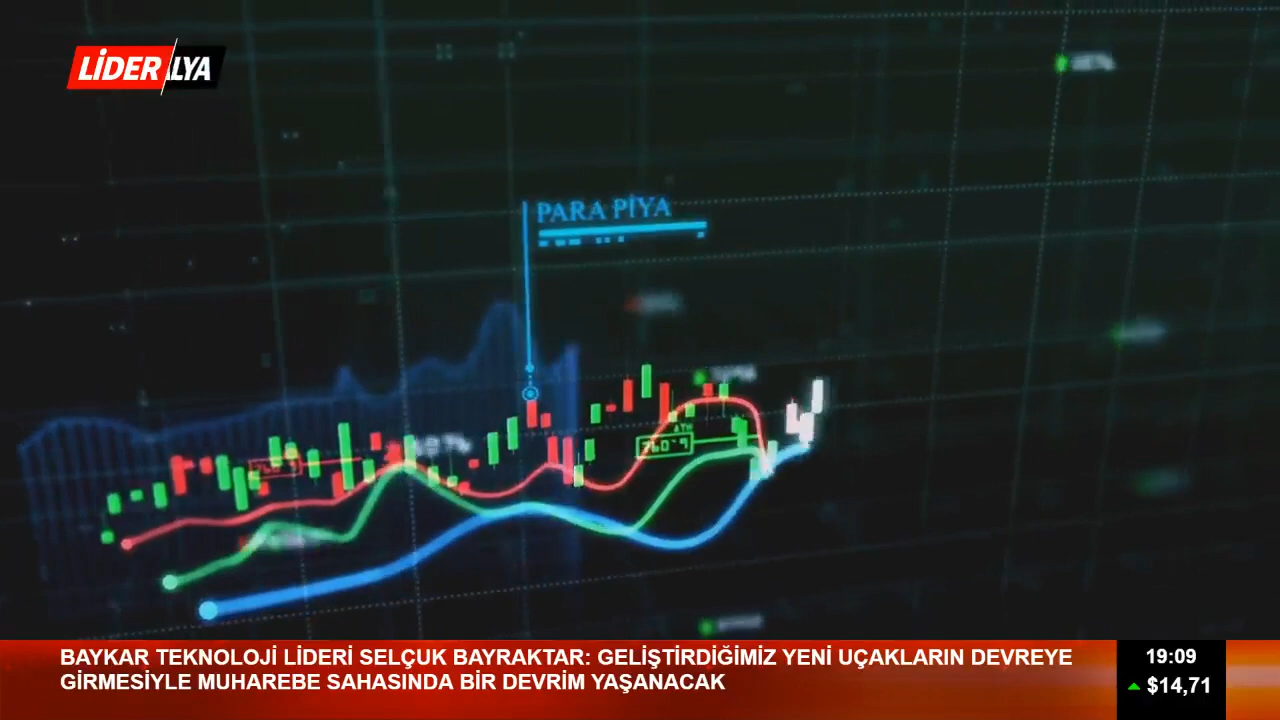 LİDER
PARA PİYA
BAYKAR TEKNOLOJİ LİDERİ SELÇUK BAYRAKTAR: GELİŞTİRDİĞİMİZ YENİ UÇAKLARIN DEVREYE
GİRMESİYLE MUHAREBE SAHASINDA BİR DEVRİM YAŞANACAK
19:09
$14,71